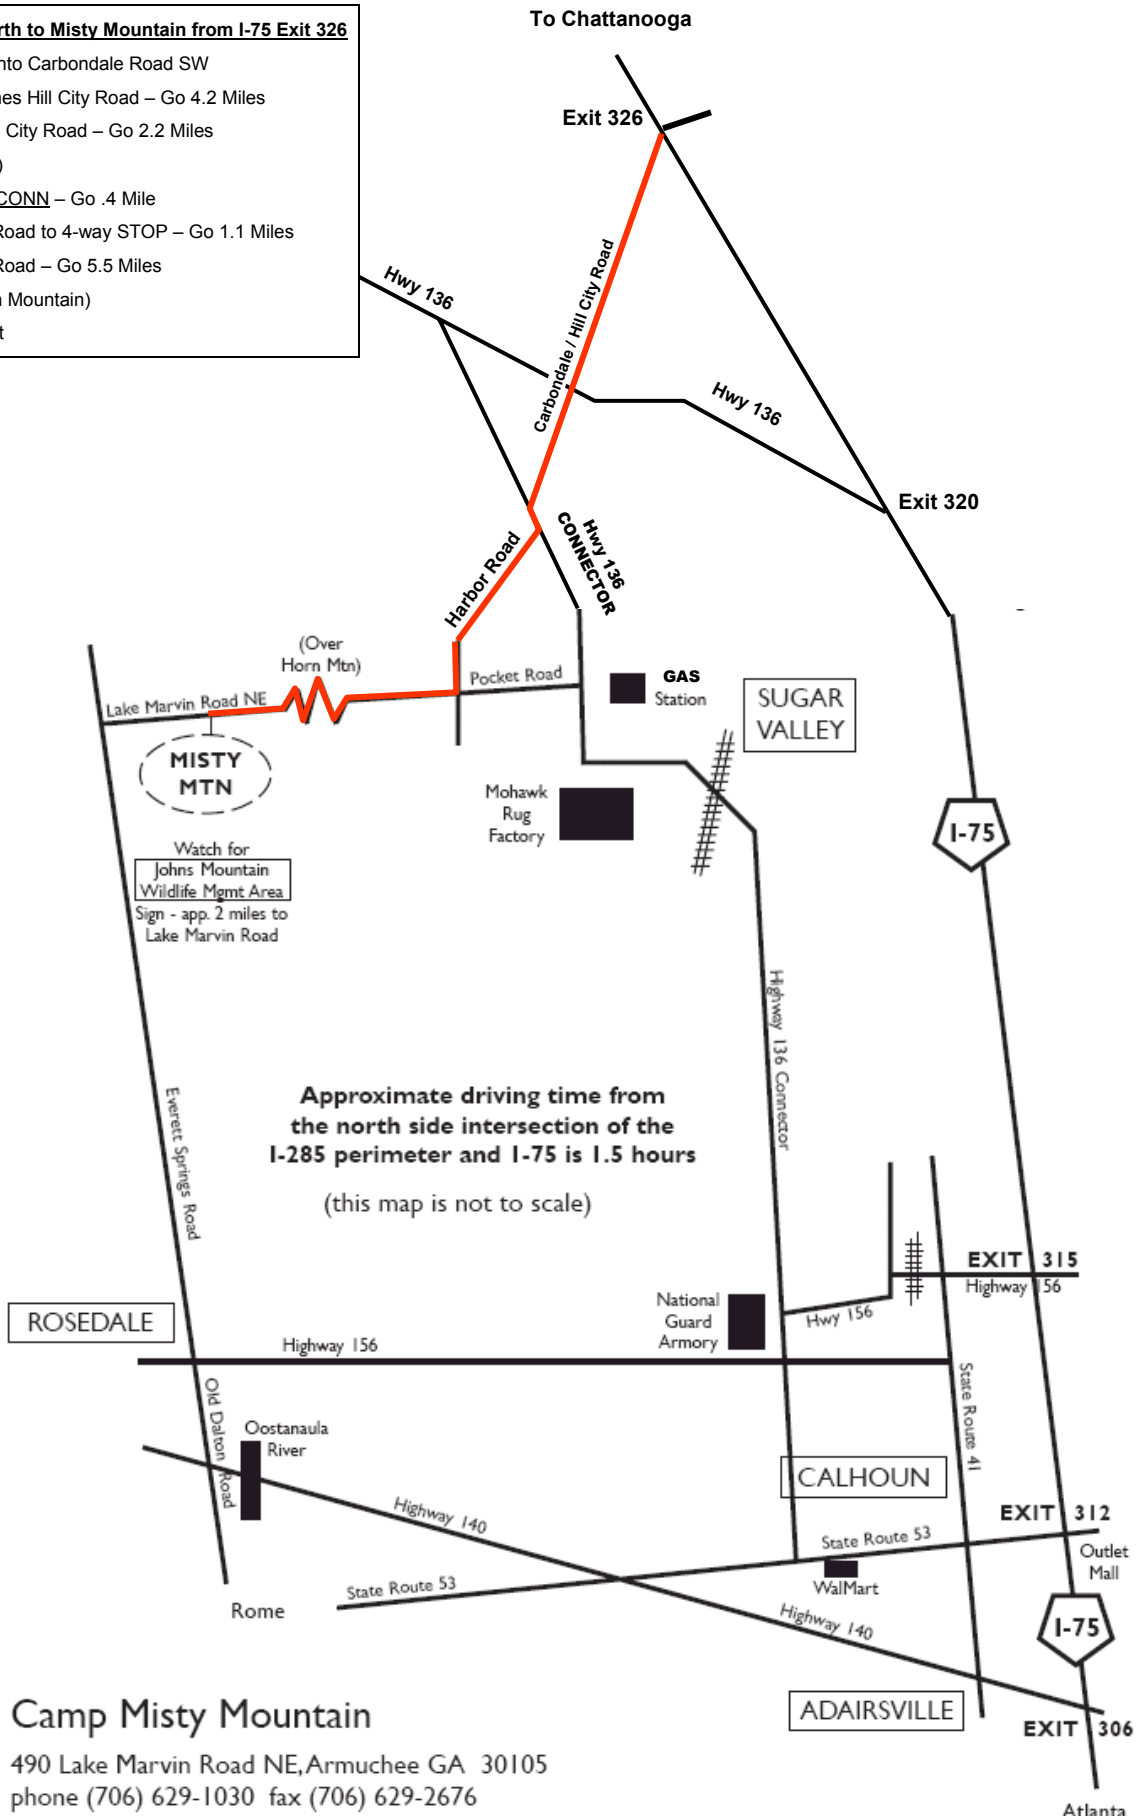 rth to Misty Mountain from I-75 Exit 326
nto Carbondale Road SW
nes Hill City Road – Go 4.2 Miles
City Road – Go 2.2 Miles
)
CONN – Go .4 Mile
Road to 4-way STOP – Go 1.1 Miles
Road – Go 5.5 Miles
n Mountain)
t
To Chattanooga
Exit 326
Hwy 136
Carbondale / Hill City Road
Hwy 136
Exit 320
Hwy 136
CONNECTOR
Harbor Road
(Over
Horn Mtn)
Pocket Road
Lake Marvin Road NE
GAS
Station
SUGAR
VALLEY
MISTY
MTN
Mohawk
Rug
Factory
I-75
Watch for
Johns Mountain
Wildlife Mgmt Area
Sign - app. 2 miles to
Lake Marvin Road
Highway 136 Connector
Everett Springs Road
Approximate driving time from
the north side intersection of the
I-285 perimeter and I-75 is 1.5 hours
(this map is not to scale)
EXIT 315
Highway 156
National
Guard
Armory
Hwy 156
ROSEDALE
Highway 156
State Route 41
Old Dalton Road
Oostanaula
River
CALHOUN
Highway 140
EXIT 312
State Route 53
Outlet
Mall
State Route 53
WalMart
Rome
Highway 140
I-75
Camp Misty Mountain
ADAIRSVILLE
EXIT 306
490 Lake Marvin Road NE, Armuchee GA 30105
phone (706) 629-1030 fax (706) 629-2676
Atlanta